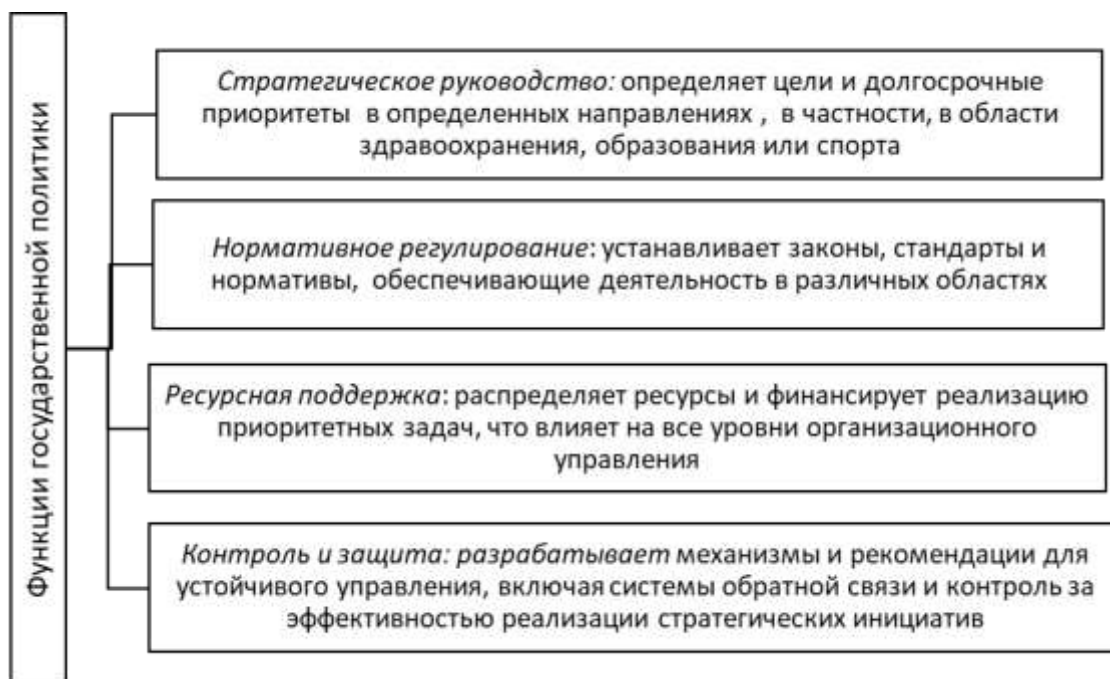 Функции государственной политики
Стратегическое руководство: определяет цели и долгосрочные
приоритеты в определенных направлениях , в частности, в области
здравоохранения, образования или спорта
Нормативное регулирование: устанавливает законы, стандарты и
нормативы, обеспечивающие деятельность в различных областях
Ресурсная поддержка: распределяет ресурсы и финансирует реализацию
приоритетных задач, что влияет на все уровни организационного
управления
Контроль и защита: разрабатывает механизмы и рекомендации для
устойчивого управления, включая системы обратной связи и контроль за
эффективностью реализации стратегических инициатив